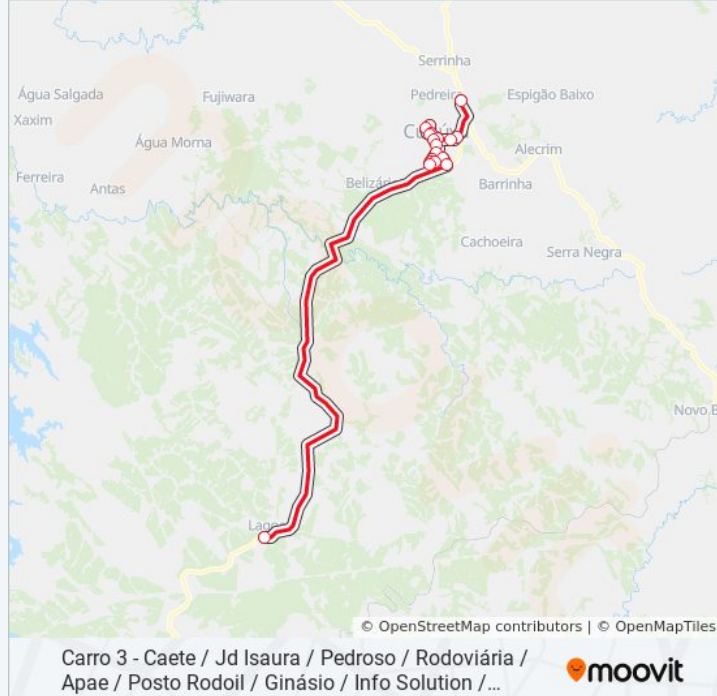 Serrinha
Água Salgada
Fujiwara
Pedreira
Espigão Baixo
Xaxim
Água Morna
Alecrim
Ferreira
Antas
Barrinha
Cachoeira
Serra Negra
© OpenStreetMap contributors | © OpenMapTiles
Carro 3 - Caete / Jd Isaura / Pedroso / Rodoviária /
Apae / Posto Rodoil / Ginásio / Info Solution /...
moovit